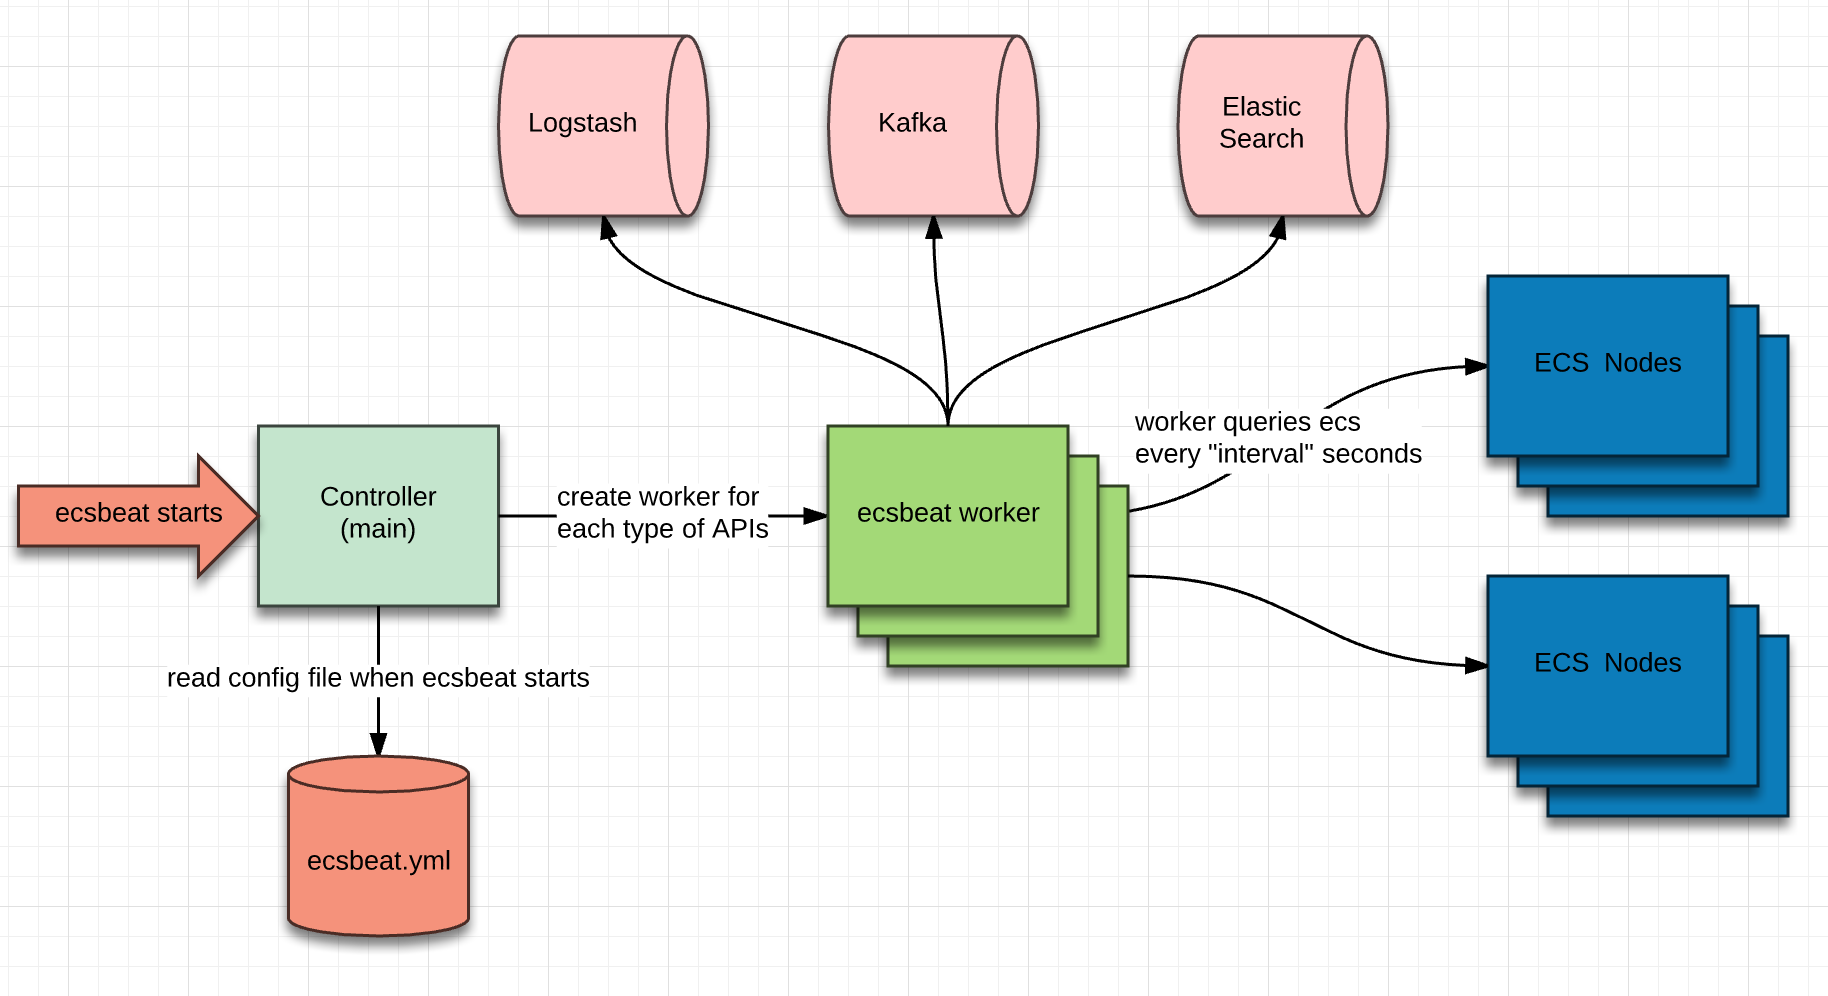 Logstash
Kafka
Elastic
Search
ECS  Nodes
worker queries ecs
every "interval" seconds
ecsbeat starts
Controller
(main)
create worker for
each type of APIs
ecsbeat worker
ECS  Nodes
read config file when ecsbeat starts
ecsbeat.yml